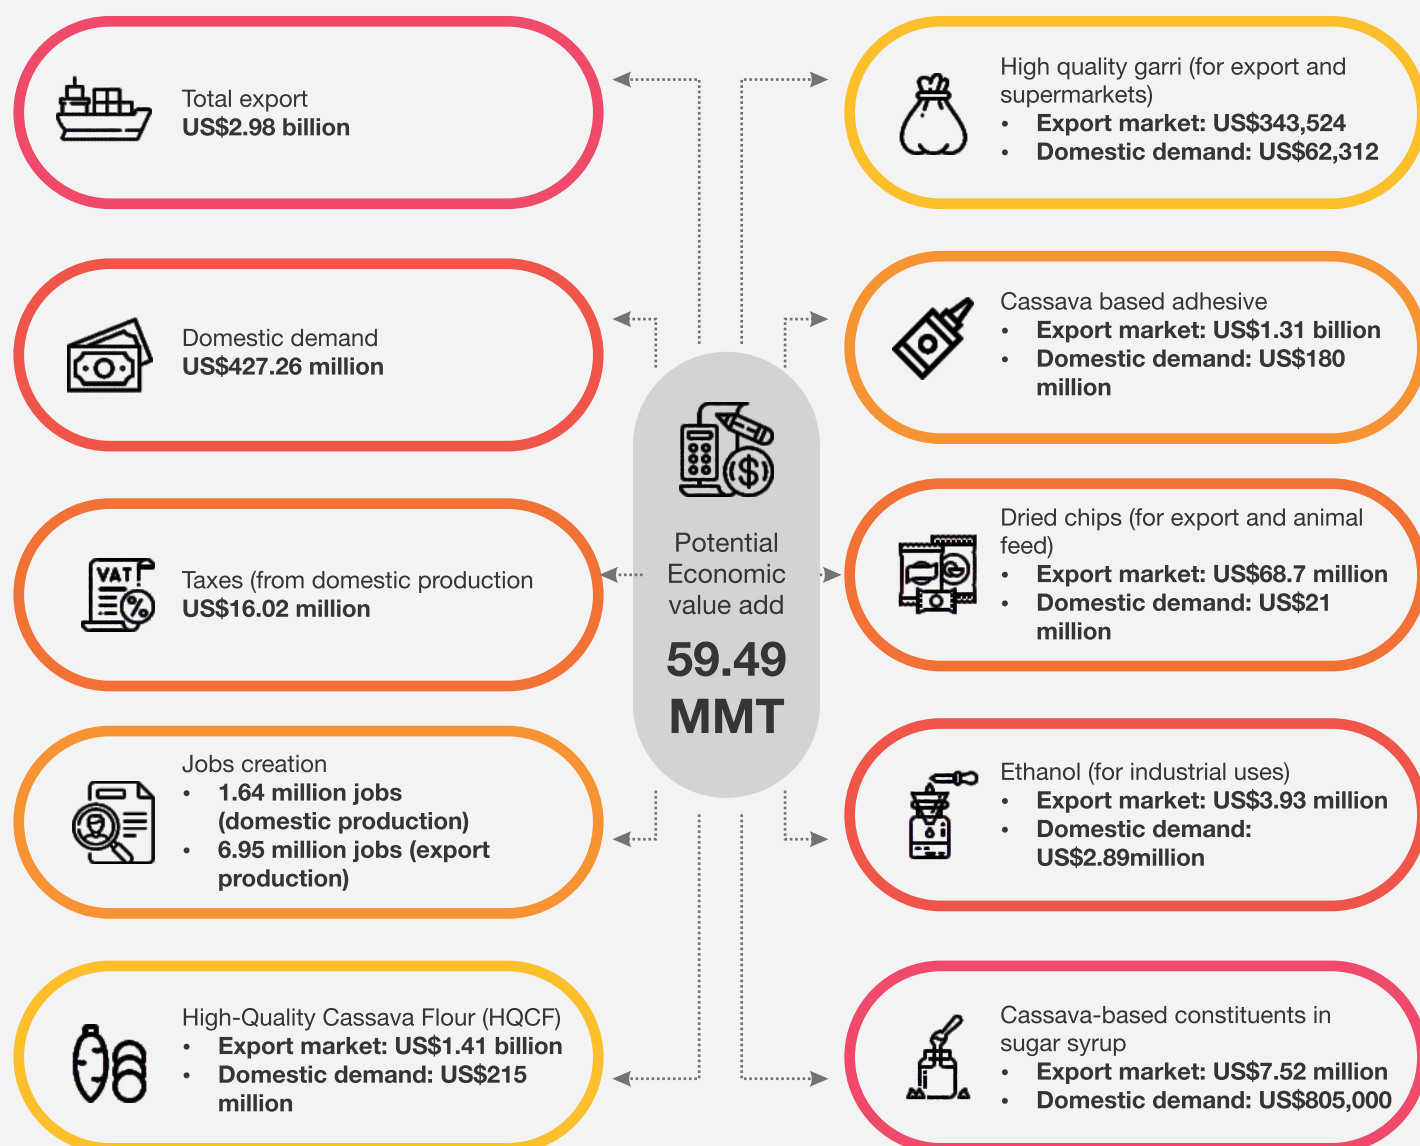 Total export
US$2.98 billion
Domestic demand
US$427.26 million
VAT
Taxes (from domestic production
US$16.02 million
Jobs creation
• 1.64 million jobs
(domestic production)
• 6.95 million jobs (export
production)
High-Quality Cassava Flour (HQCF)
• Export market: US$1.41 billion
• Domestic demand: US$215
million
Potential
Economic
value add
59.49
MMT
High quality garri (for export and
supermarkets)
• Export market: US$343,524
• Domestic demand: US$62,312
Cassava based adhesive
• Export market: US$1.31 billion
• Domestic demand: US$180
million
Dried chips (for export and animal
feed)
• Export market: US$68.7 million
• Domestic demand: US$21
million
Ethanol (for industrial uses)
• Export market: US$3.93 million
• Domestic demand:
US$2.89million
Cassava-based constituents in
sugar syrup
• Export market: US$7.52 million
• Domestic demand: US$805,000